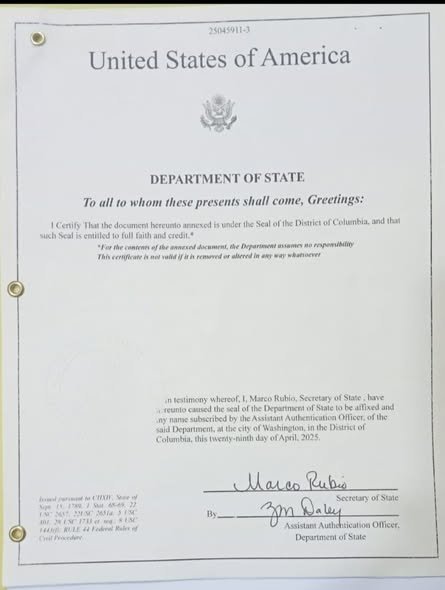 25045911-3
United States of America
DEPARTMENT OF STATE
To all to whom these presents shall come, Greetings:
I Certify That the document hereunto annexed is under the Seal of the District of Columbia, and that
such Seal is entitled to full faith and credit.*
*For the contents of the annexed document, the Department assumes no responsibility
This certificate is not valid if it is removed or altered in any way whatsoever
in testimony whereof, I, Marco Rubio, Secretary of State , have
reunto caused the seal of the Department of State to be affixed and
my name subscribed by the Assistant Authentication Officer, of the
said Department, at the city of Washington, in the District of
Columbia, this twenty-ninth day of April, 2025.
Issued pursuant to CHXIV, State of
Sept. 15, 1789, 1 Stat. 68-69; 22
USC 2657; 22USC 2651a; 5 USC
301; 28 USC 1733 et. seq.; 8 USC
1443(f); RULE 44 Federal Rules of
Civil Procedure.
Marco Rubio
Secretary of State
By
Daley
Assistant Authentication Officer,
Department of State